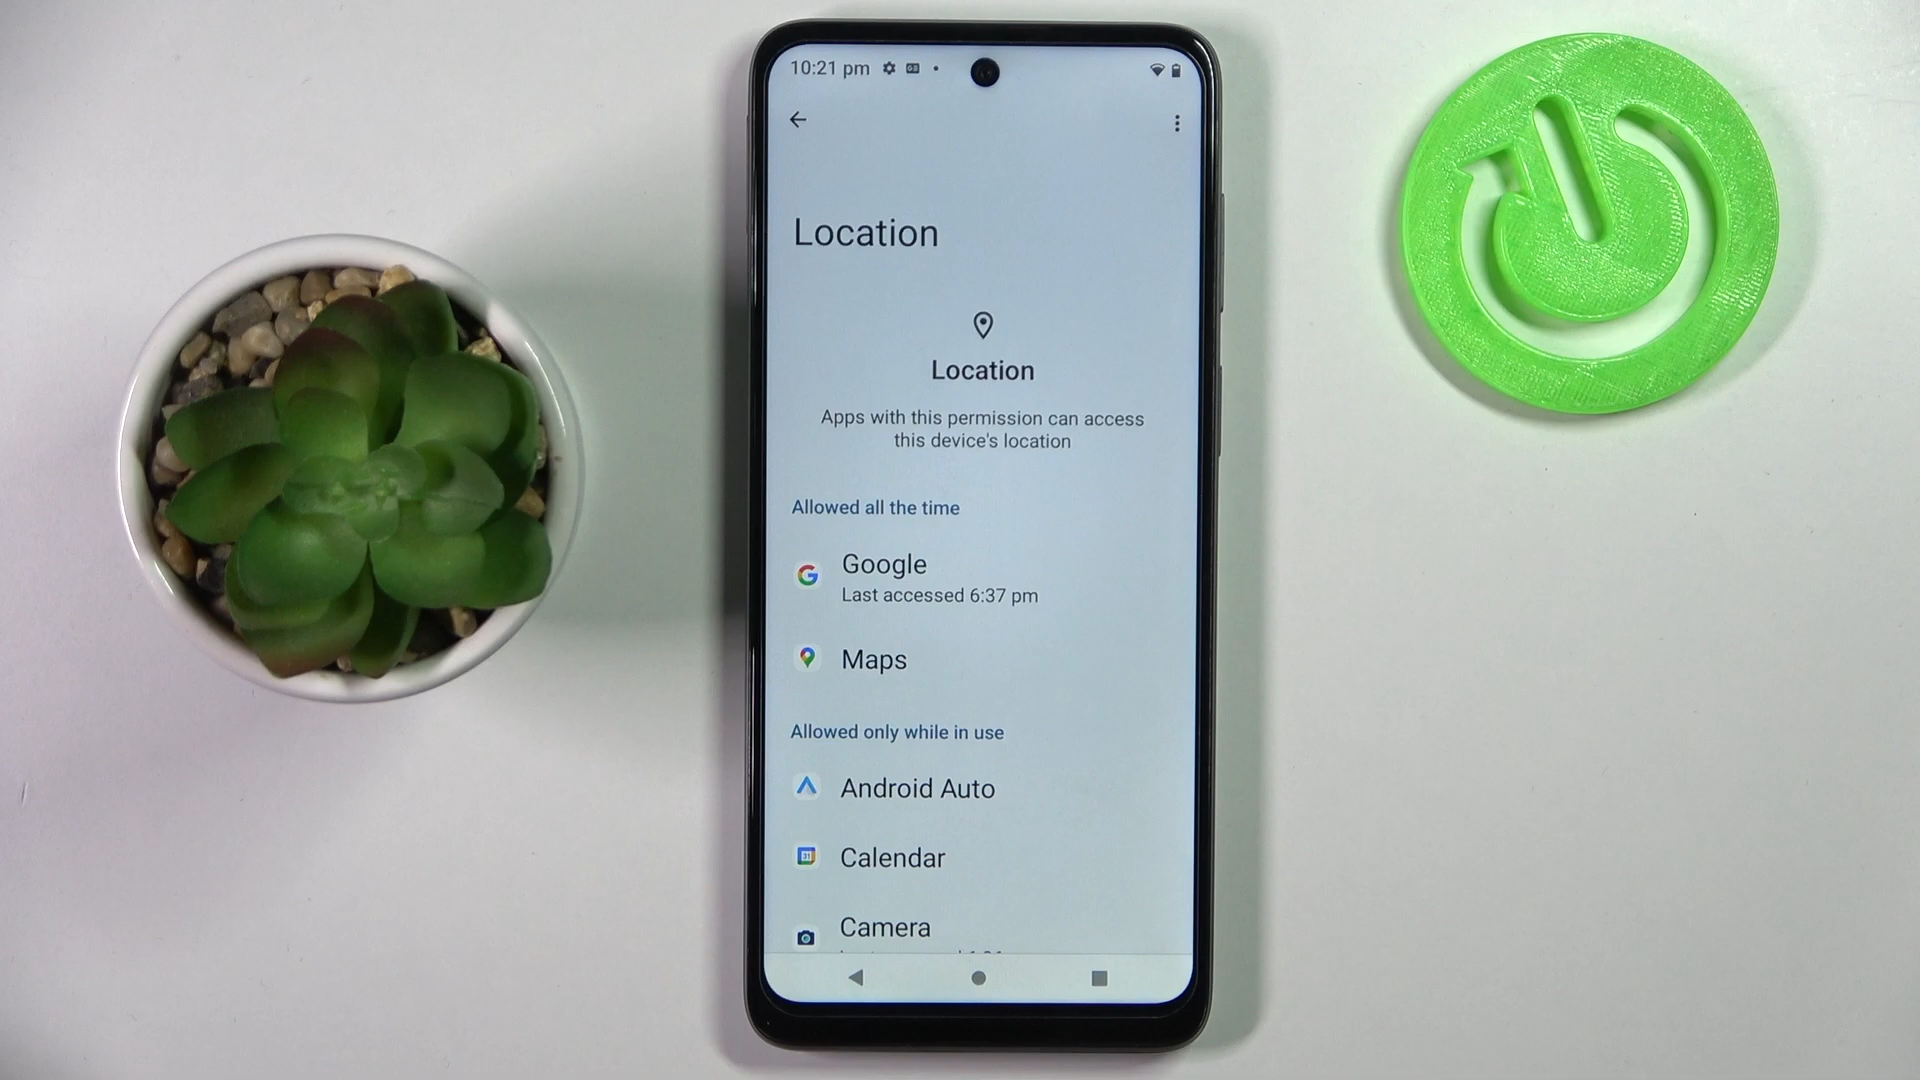 10:21 pm
Location
Location
Apps with this permission can access
this device's location
Allowed all the time
Google
Last accessed 6:37 pm
Maps
Allowed only while in use
Android Auto
Calendar
31
Camera